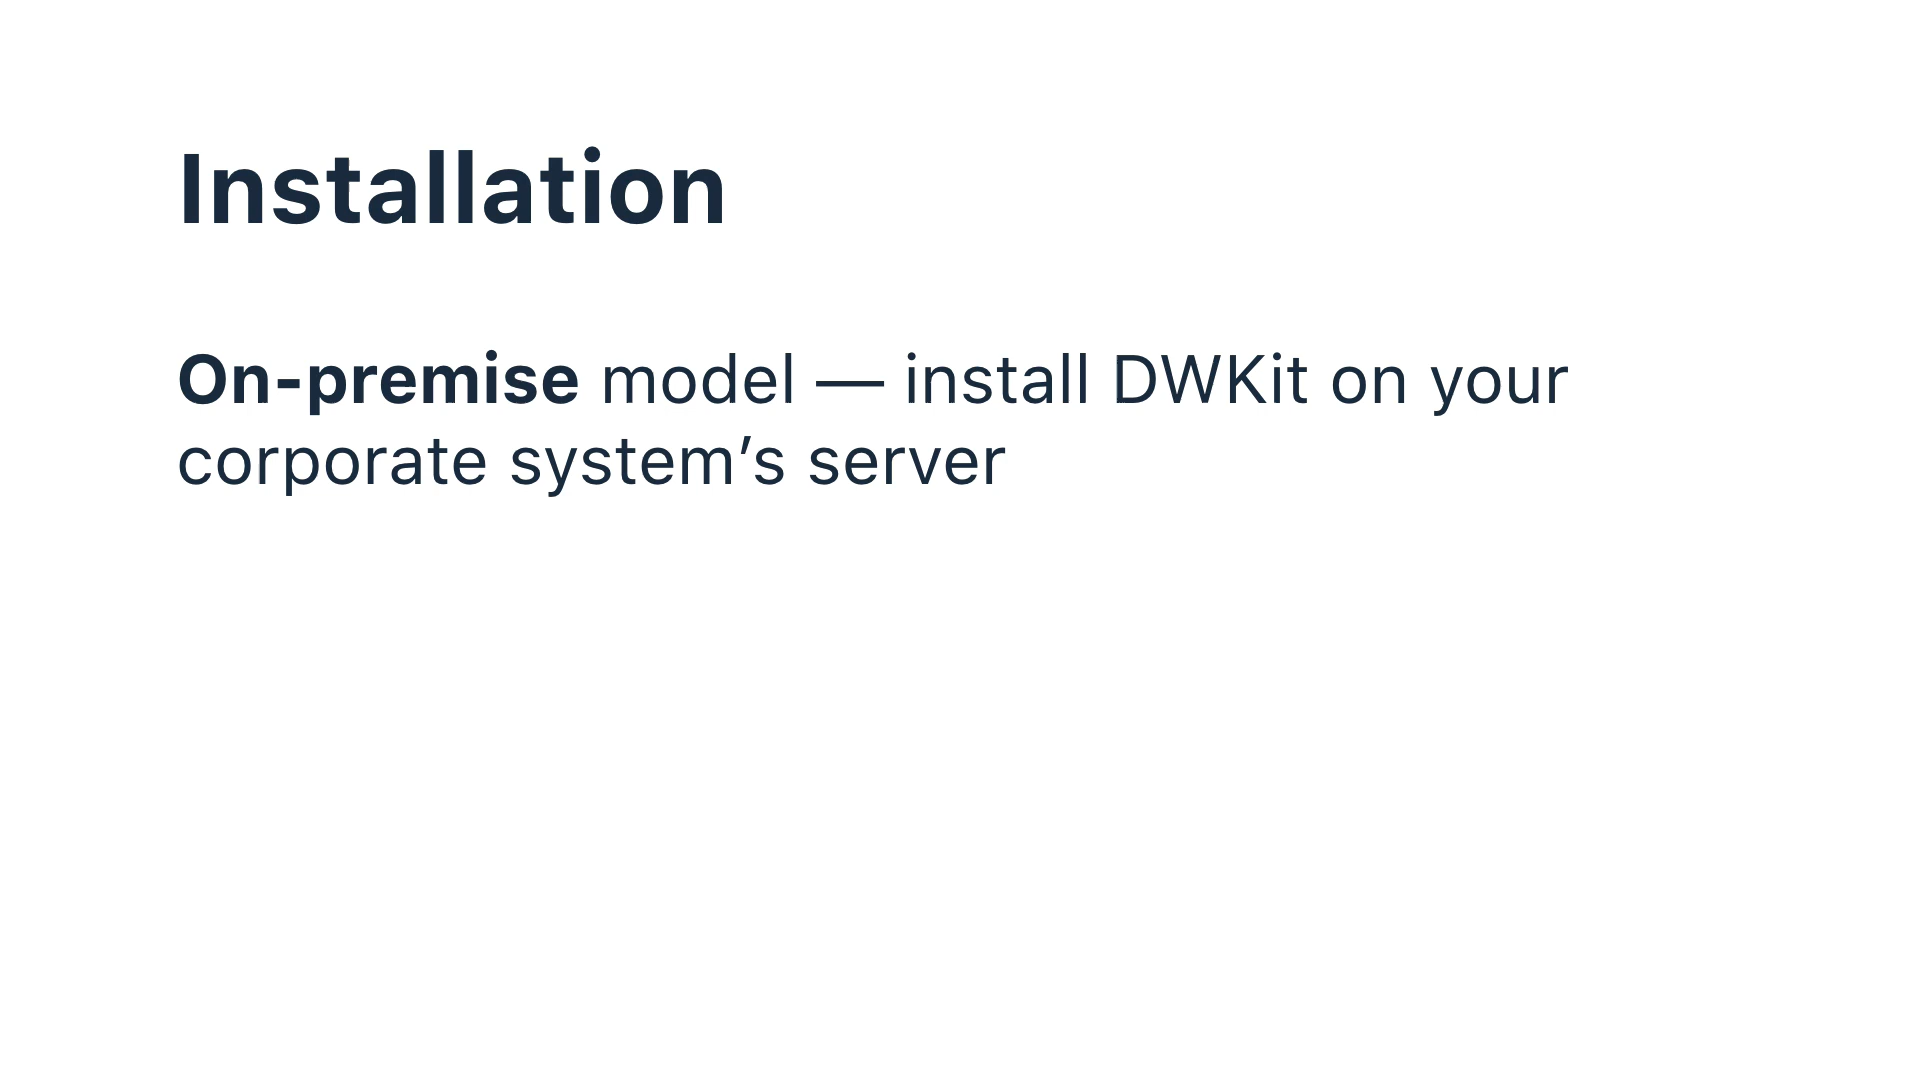 Installation
On-premise model — install DWKit on your
corporate system’s server